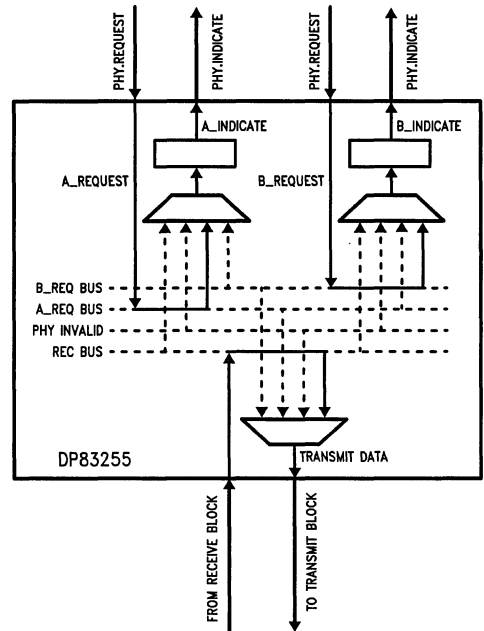 PHY.REQUEST
PHY.INDICATE
PHY.REQUEST
PHY.INDICATE
A_INDICATE
B_INDICATE
A_REQUEST
B_REQUEST
B_REQ BUS
A_REQ BUS
PHY INVALID
REC BUS
DP83255
TRANSMIT DATA
FROM RECEIVE BLOCK
TO TRANSMIT BLOCK